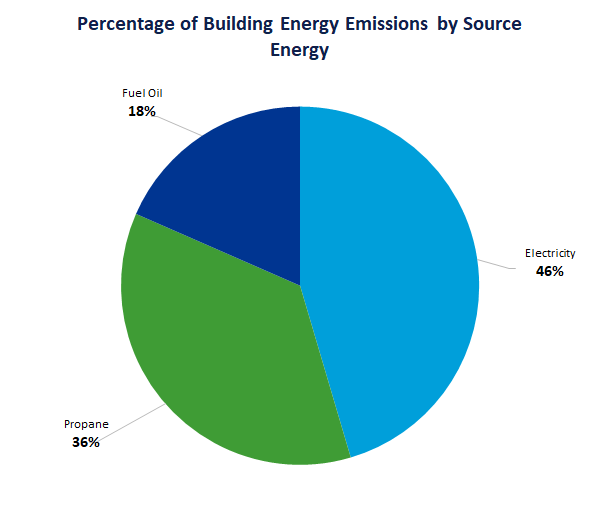 Percentage of Building Energy Emissions by Source
Energy
Fuel Oil
18%
Electricity
46%
Propane
36%